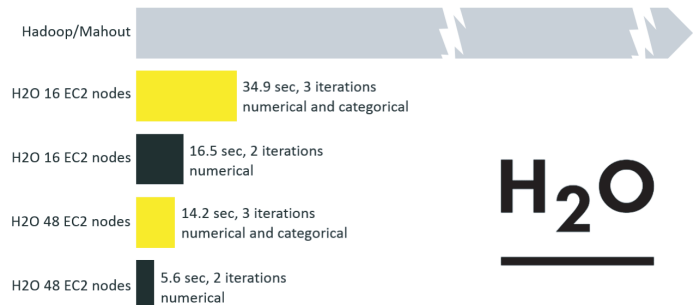 Hadoop/Mahout
H2O 16 EC2 nodes
34.9 sec, 3 iterations
numerical and categorical
H2O 16 EC2 nodes
16.5 sec, 2 iterations
numerical
H2O 48 EC2 nodes
14.2 sec, 3 iterations
numerical and categorical
H2O 48 EC2 nodes
5.6 sec, 2 iterations
numerical
H₂O